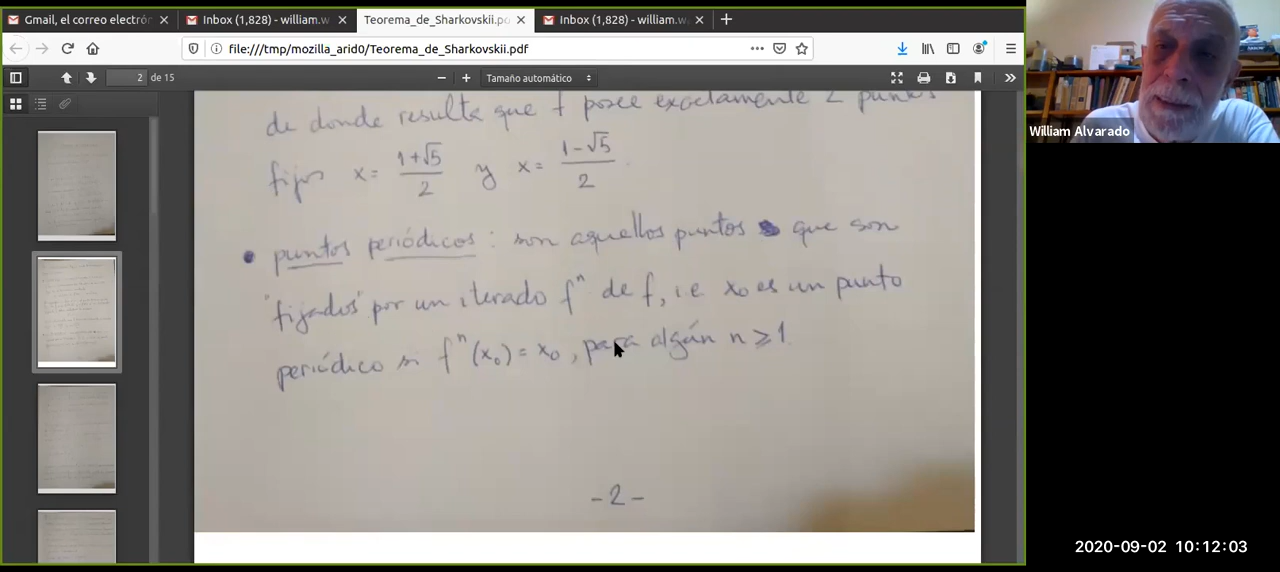 Gmail, el correo electrón
Inbox (1,828) - william.w
Teorema_de_Sharkovskii.p
Inbox (1,828) - william.w
file:///tmp/mozilla_arid0/Teorema_de_Sharkovskii.pdf
2 de 15
Tamaño automático
de donde resulta que f posee exactamente 2 puntos
fijos x = 1+√5/2 y x = 1-√5/2.
• puntos periódicos: son aquellos puntos que son
"fijados" por un iterado fⁿ de f, i.e x₀ es un punto
periódico si fⁿ(x₀) = x₀, para algún n ≥ 1.
-2-
William Alvarado
2020-09-02 10:12:03